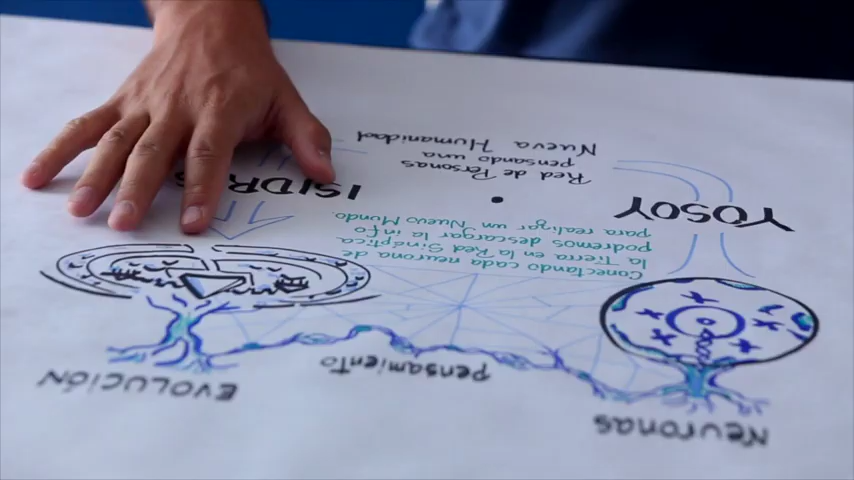 Neuronas
Pensamiento
EVOLUCIÓN
Conectando cada neurona de
la Tierra en la Red Sináptica
podremos descargar la info
para realizar un Nuevo Mundo.
YOSOY
Red de Personas
pensando una
Nueva Humanidad